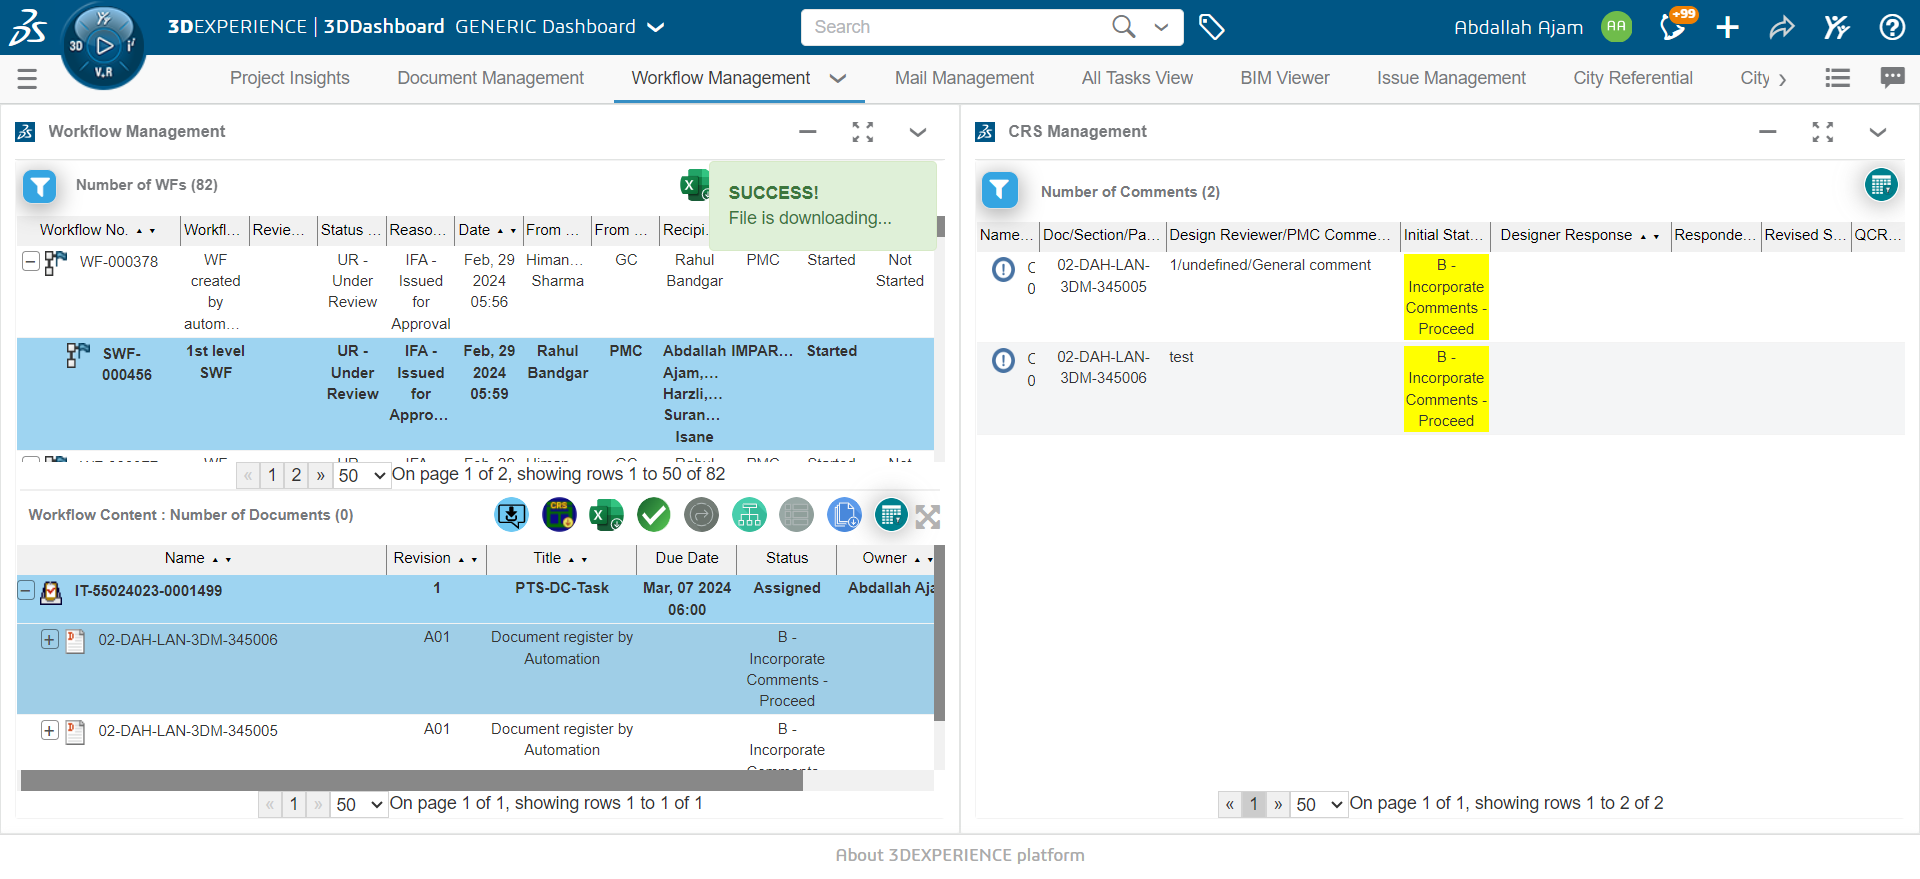 3DEXPERIENCE | 3DDashboard GENERIC Dashboard
Search
Abdallah Ajam AA +99
3D i² V.R
Project Insights Document Management Workflow Management Mail Management All Tasks View BIM Viewer Issue Management City Referential City
Workflow Management
Number of WFs (82)
SUCCESS!
File is downloading...
Workflow No. Workfl... Revie... Status ... Reaso... Date From ... From ... Recipi...
WF-000378 WF created by autom... UR - Under Review IFA - Issued for Approval Feb, 29 2024 05:56 Himan... Sharma GC Rahul Bandgar PMC Started Not Started
SWF-000456 1st level SWF UR - Under Review IFA - Issued for Appro... Feb, 29 2024 05:59 Rahul Bandgar PMC Abdallah Ajam,... Harzli,... Suran... Isane IMPAR... Started
« 1 2 » 50 On page 1 of 2, showing rows 1 to 50 of 82
Workflow Content : Number of Documents (0)
CRS
Name Revision Title Due Date Status Owner
IT-55024023-0001499 1 PTS-DC-Task Mar, 07 2024 06:00 Assigned Abdallah Aja
02-DAH-LAN-3DM-345006 A01 Document register by Automation B - Incorporate Comments - Proceed
02-DAH-LAN-3DM-345005 A01 Document register by Automation B - Incorporate
« 1 » 50 On page 1 of 1, showing rows 1 to 1 of 1
CRS Management
Number of Comments (2)
Name... Doc/Section/Pa... Design Reviewer/PMC Comme... Initial Stat... Designer Response Responde... Revised S... QCR...
C 0 02-DAH-LAN-3DM-345005 1/undefined/General comment B - Incorporate Comments - Proceed
C 0 02-DAH-LAN-3DM-345006 test B - Incorporate Comments - Proceed
« 1 » 50 On page 1 of 1, showing rows 1 to 2 of 2
About 3DEXPERIENCE platform